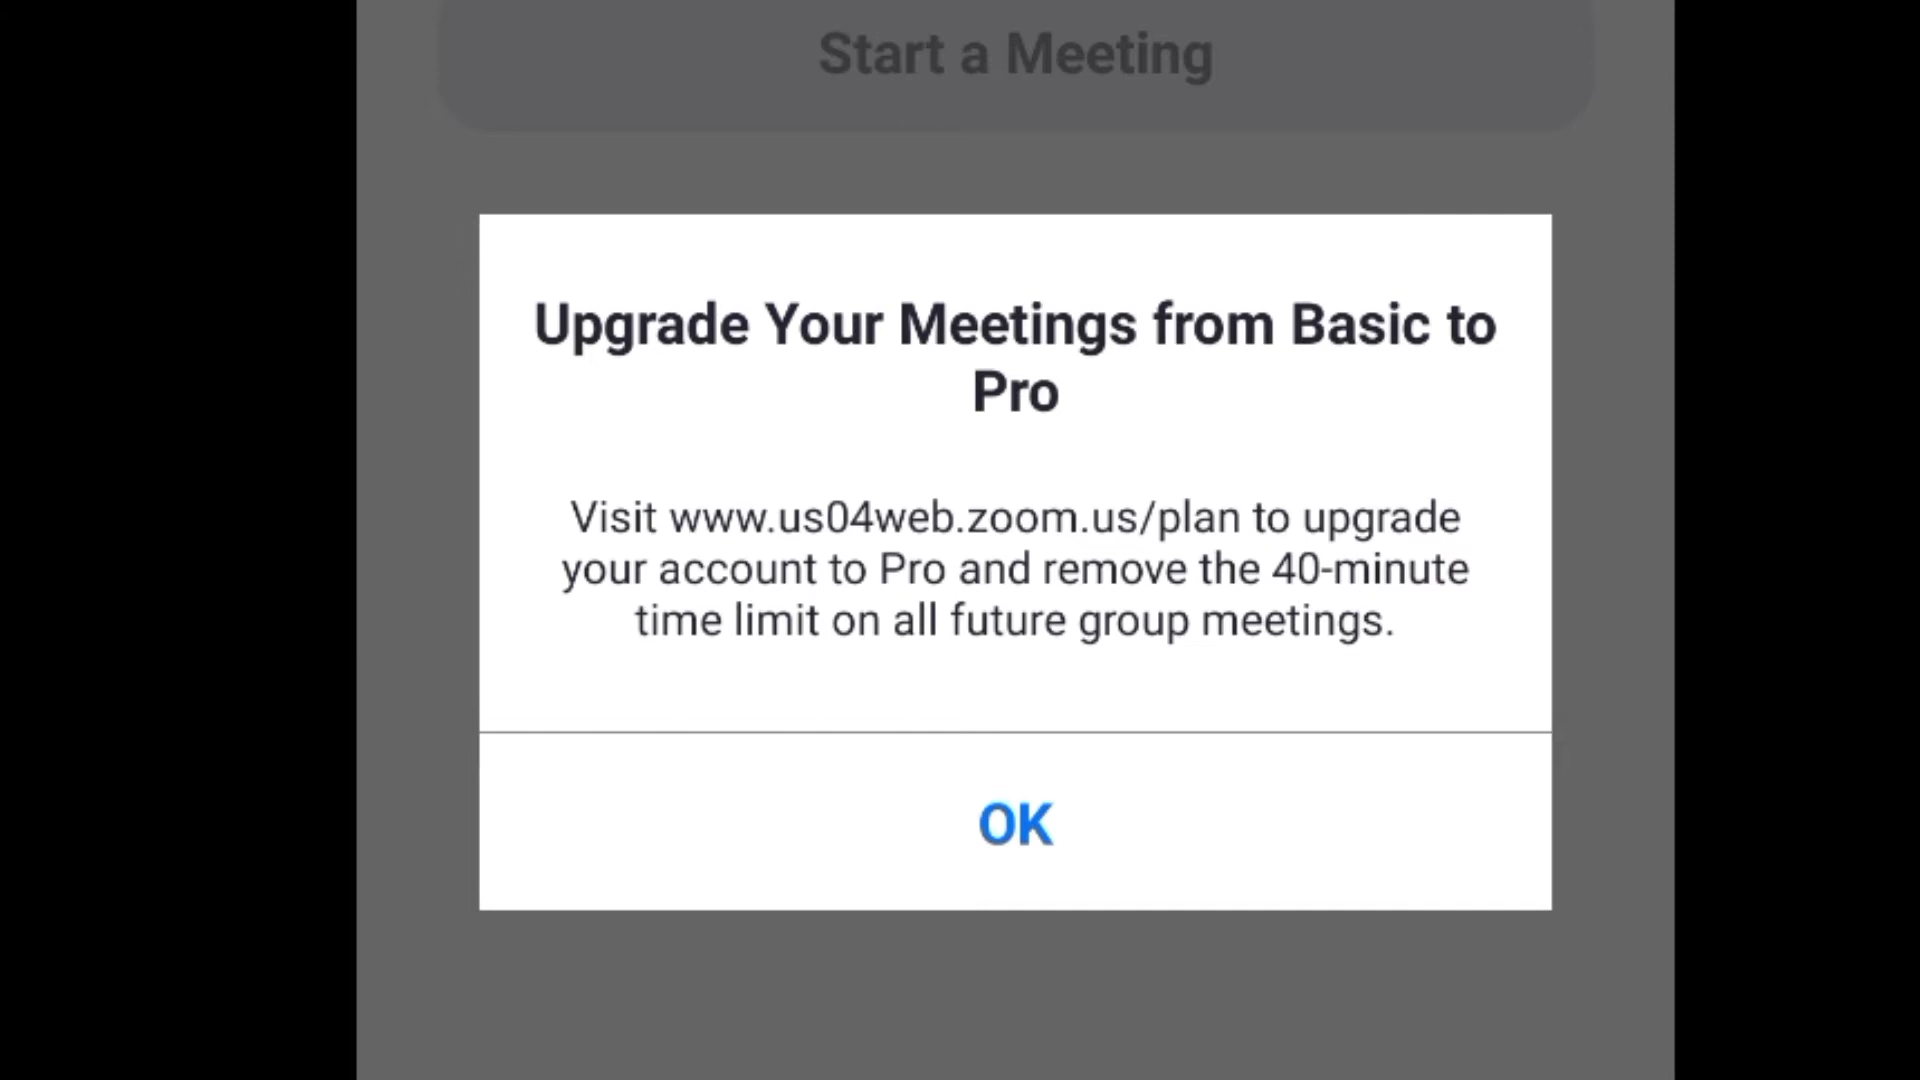 Start a Meeting
Upgrade Your Meetings from Basic to
Pro
Visit www.us04web.zoom.us/plan to upgrade
your account to Pro and remove the 40-minute
time limit on all future group meetings.
OK